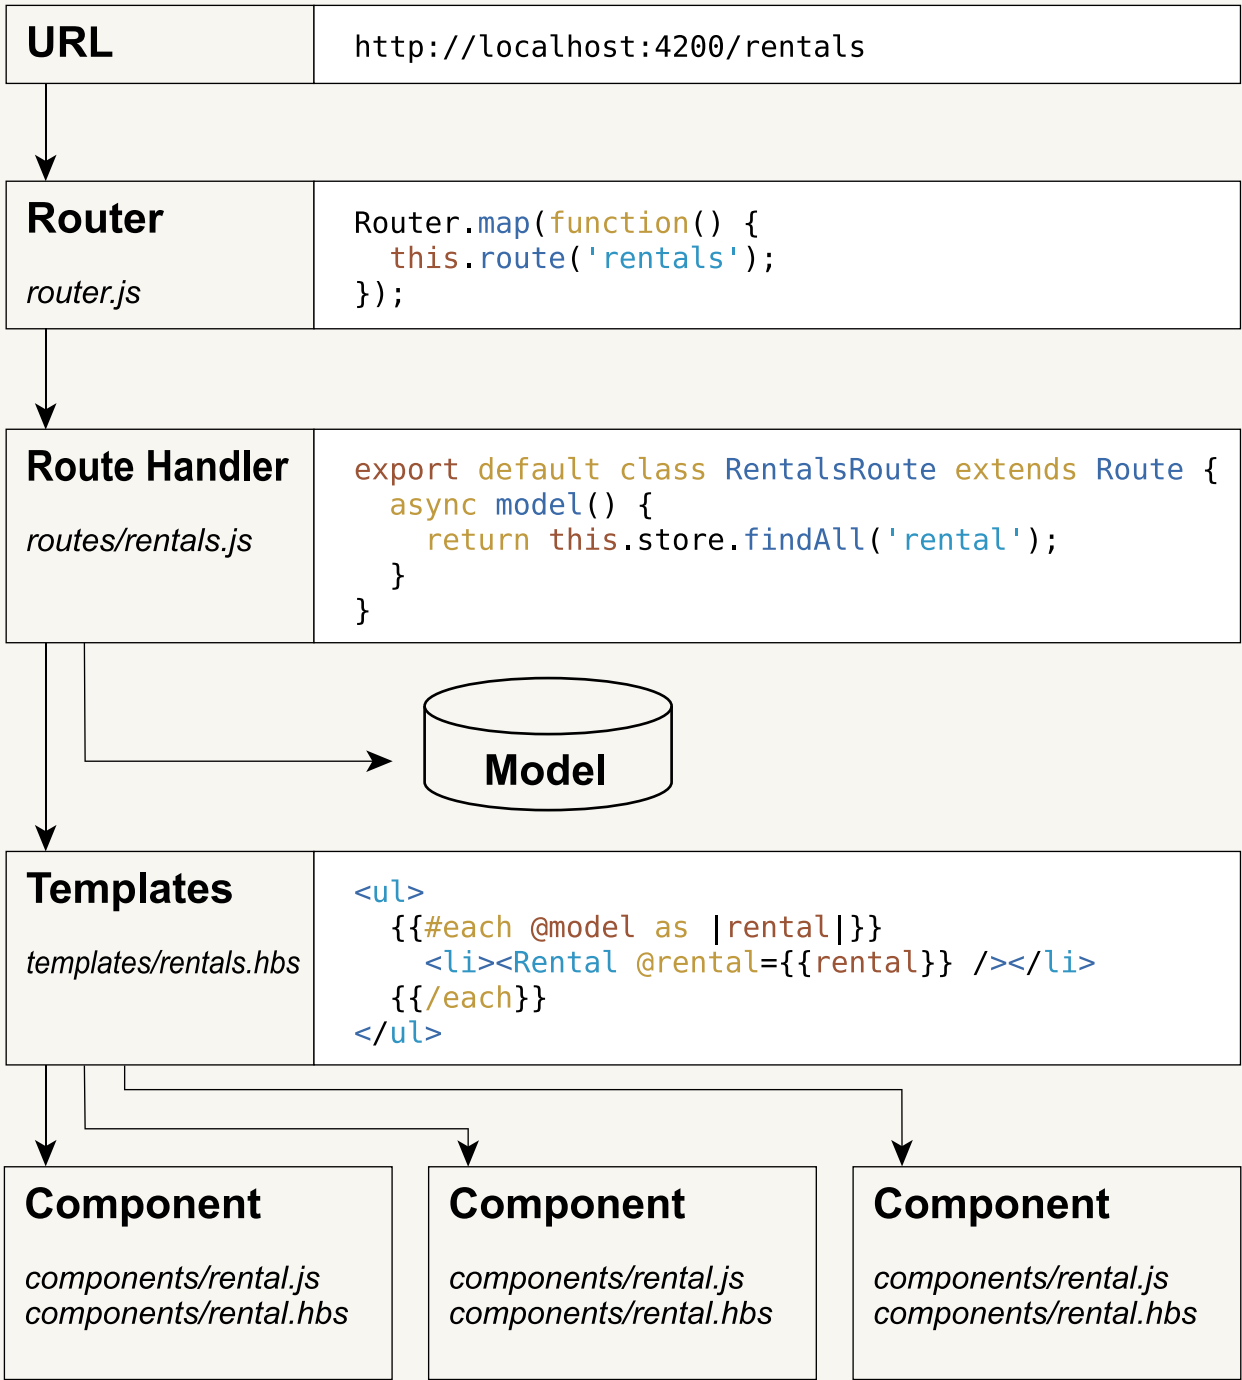 URL
http://localhost:4200/rentals
Router
router.js
Router.map(function() {
  this.route('rentals');
});
Route Handler
routes/rentals.js
export default class RentalsRoute extends Route {
  async model() {
    return this.store.findAll('rental');
  }
}
Model
Templates
templates/rentals.hbs
<ul>
  {{#each @model as |rental|}}
    <li><Rental @rental={{rental}} /></li>
  {{/each}}
</ul>
Component
components/rental.js
components/rental.hbs
Component
components/rental.js
components/rental.hbs
Component
components/rental.js
components/rental.hbs